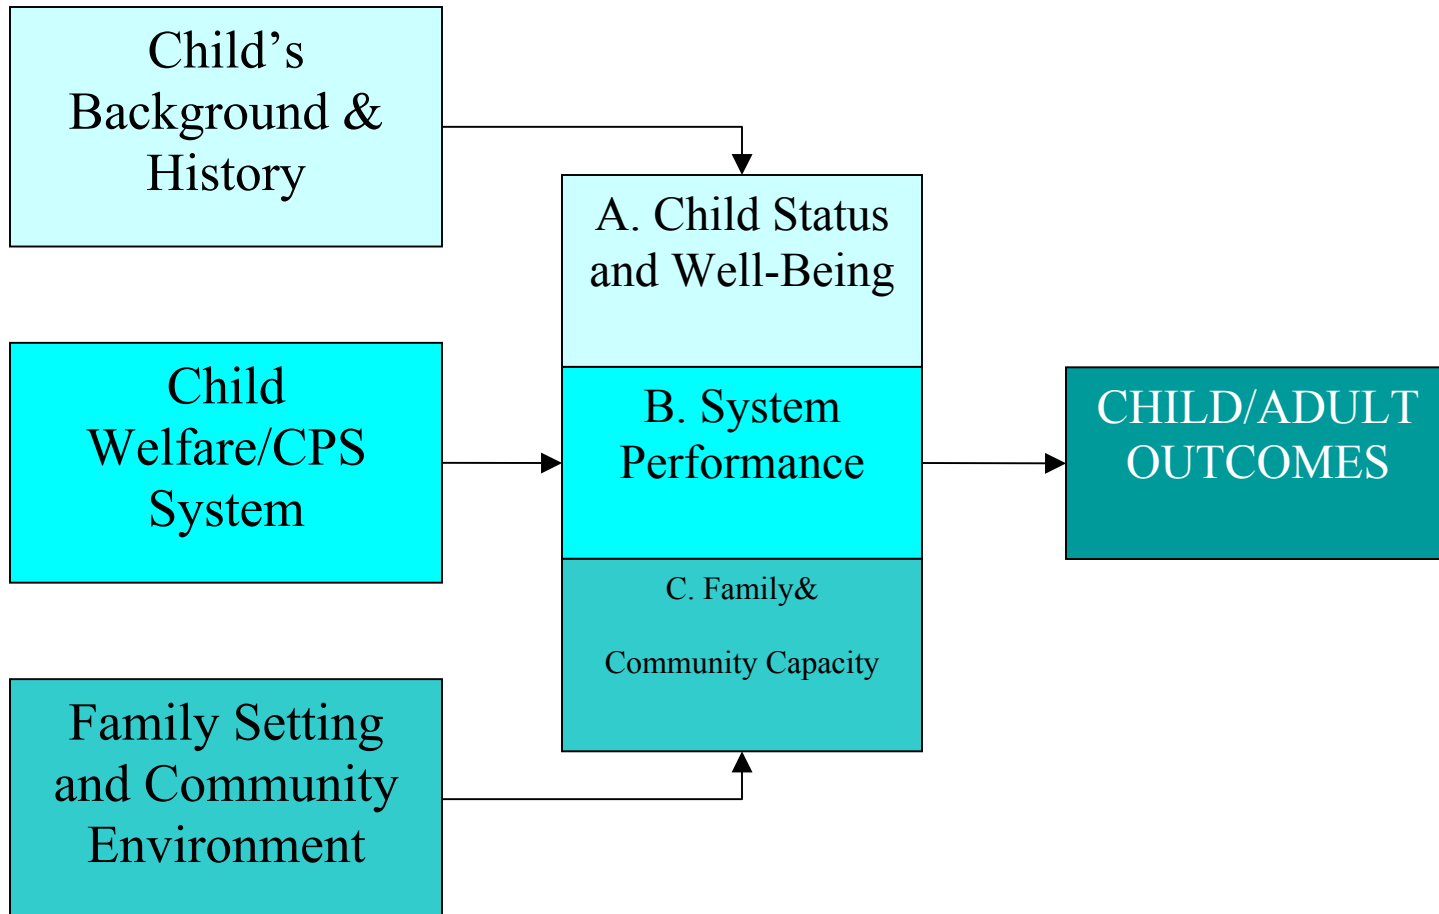 Child’s
Background &
History
A. Child Status
and Well-Being
Child
Welfare/CPS
System
B. System
Performance
CHILD/ADULT
OUTCOMES
C. Family&
Community Capacity
Family Setting
and Community
Environment